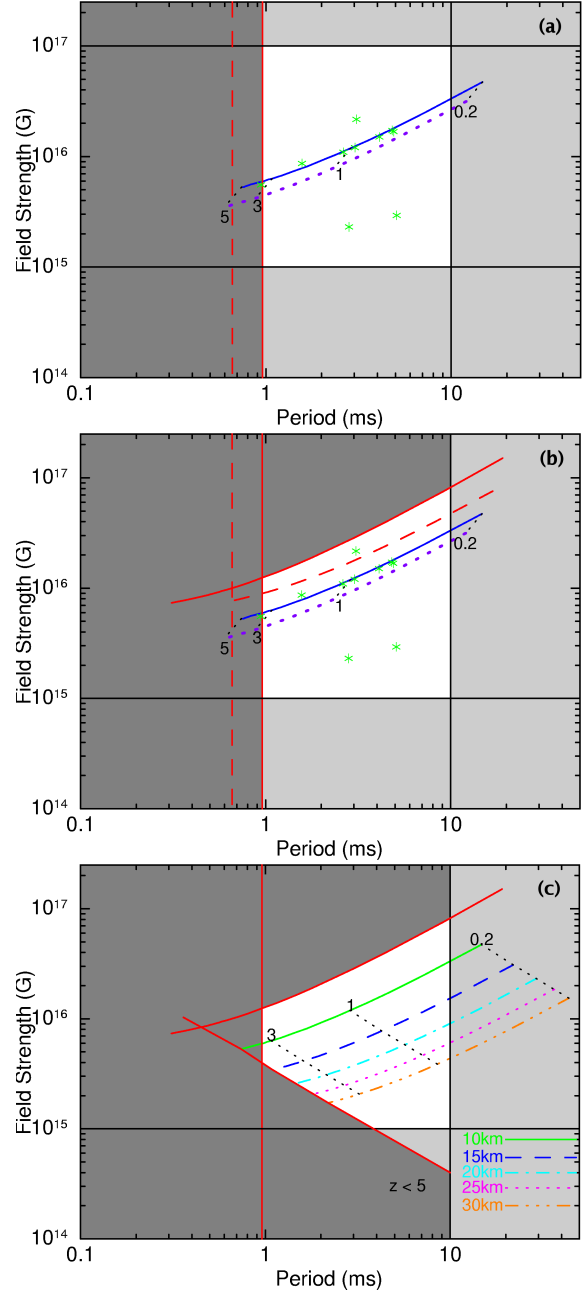 (a)
10^17
10^16
10^15
10^14
Field Strength (G)
0.2
1
3
5
0.1 1 10
Period (ms)
(b)
10^17
10^16
10^15
10^14
Field Strength (G)
0.2
1
3
5
0.1 1 10
Period (ms)
(c)
10^17
10^16
10^15
10^14
Field Strength (G)
0.2
1
3
10km
15km
20km
25km
30km
z < 5
0.1 1 10
Period (ms)